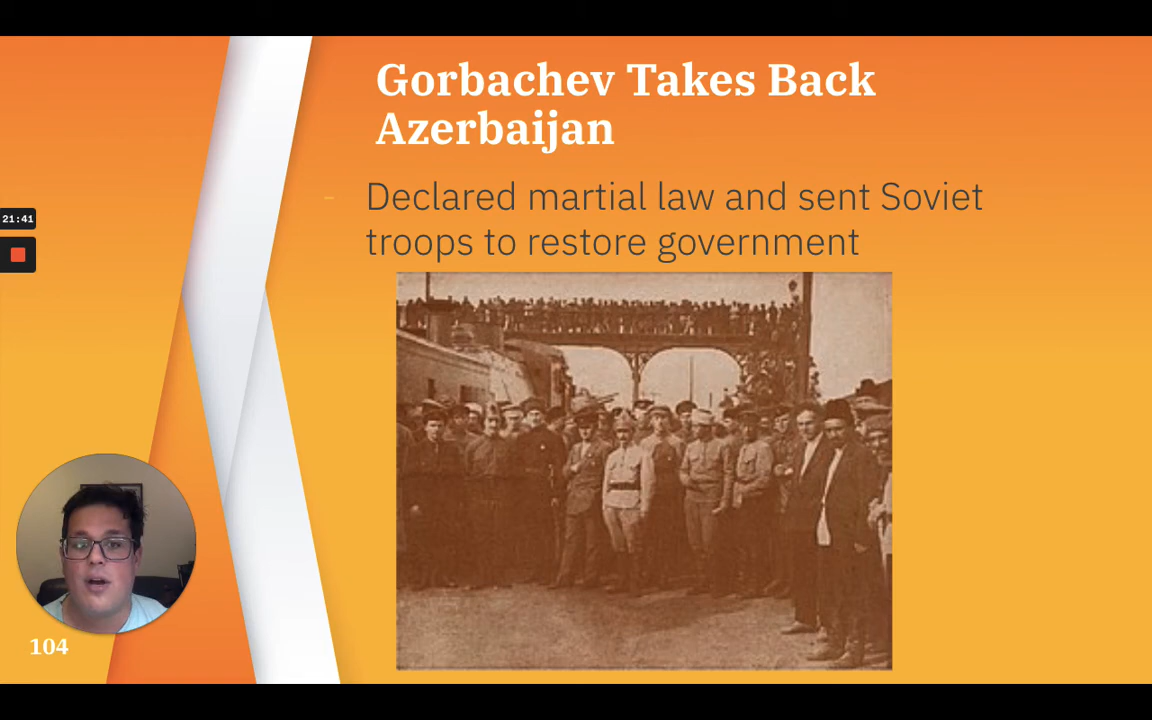 Gorbachev Takes Back
Azerbaijan
- Declared martial law and sent Soviet
troops to restore government
21:41
104